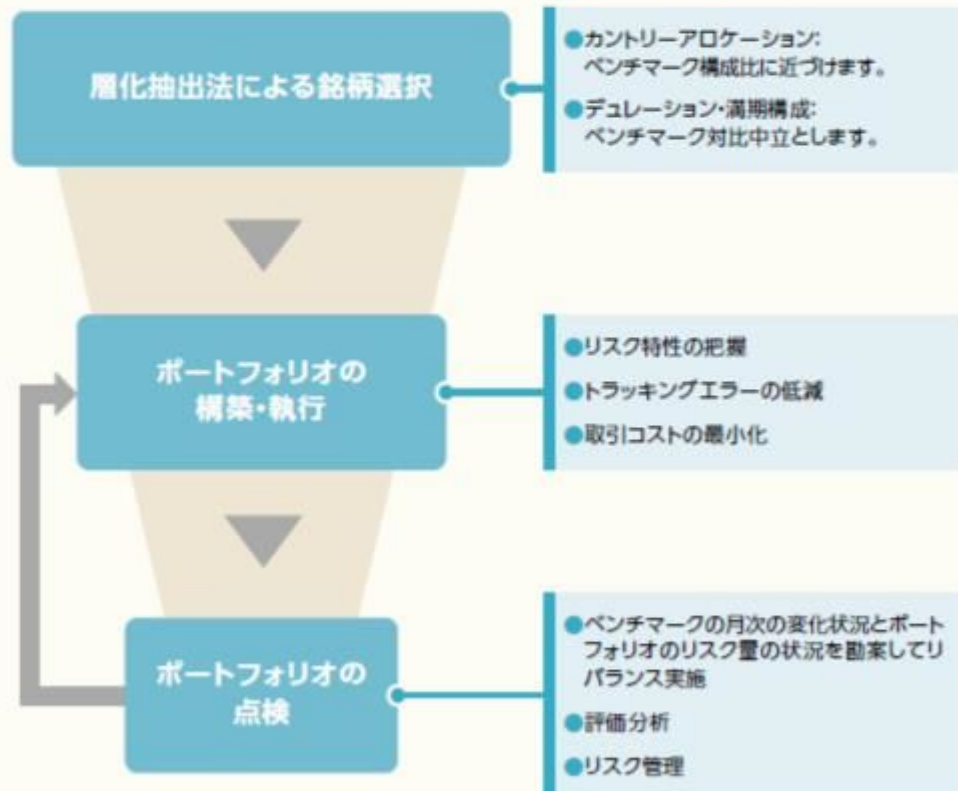 層化抽出法による銘柄選択
●カントリーアロケーション:
ベンチマーク構成比に近づけます。
●デュレーション・満期構成:
ベンチマーク対比中立とします。
ポートフォリオの
構築・執行
●リスク特性の把握
●トラッキングエラーの低減
●取引コストの最小化
ポートフォリオの
点検
●ベンチマークの月次の変化状況とポート
フォリオのリスク量の状況を勘案してリ
バランス実施
●評価分析
●リスク管理